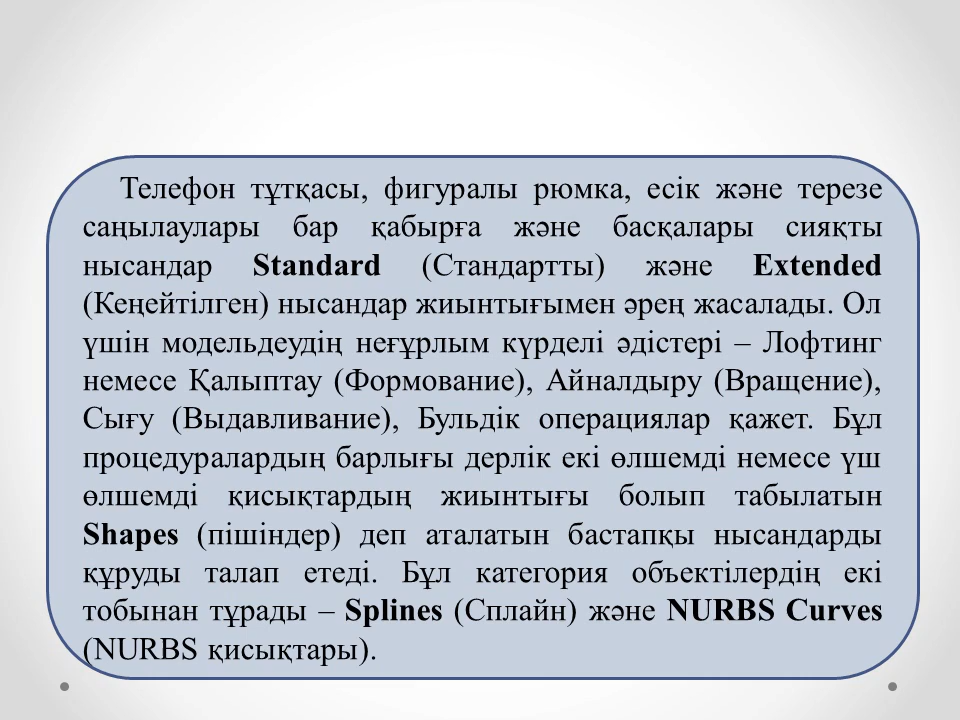 Телефон тұтқасы, фигуралы рюмка, есік және терезе
саңылаулары бар қабырға және басқалары сияқты
нысандар Standard (Стандартты) және Extended
(Кеңейтілген) нысандар жиынтығымен әрең жасалады. Ол
үшін модельдеудің неғұрлым күрделі әдістері – Лофтинг
немесе Қалыптау (Формование), Айналдыру (Вращение),
Сығу (Выдавливание), Бульдік операциялар қажет. Бұл
процедуралардың барлығы дерлік екі өлшемді немесе үш
өлшемді қисықтардың жиынтығы болып табылатын
Shapes (пішіндер) деп аталатын бастапқы нысандарды
құруды талап етеді. Бұл категория объектілердің екі
тобынан тұрады – Splines (Сплайн) және NURBS Curves
(NURBS қисықтары).